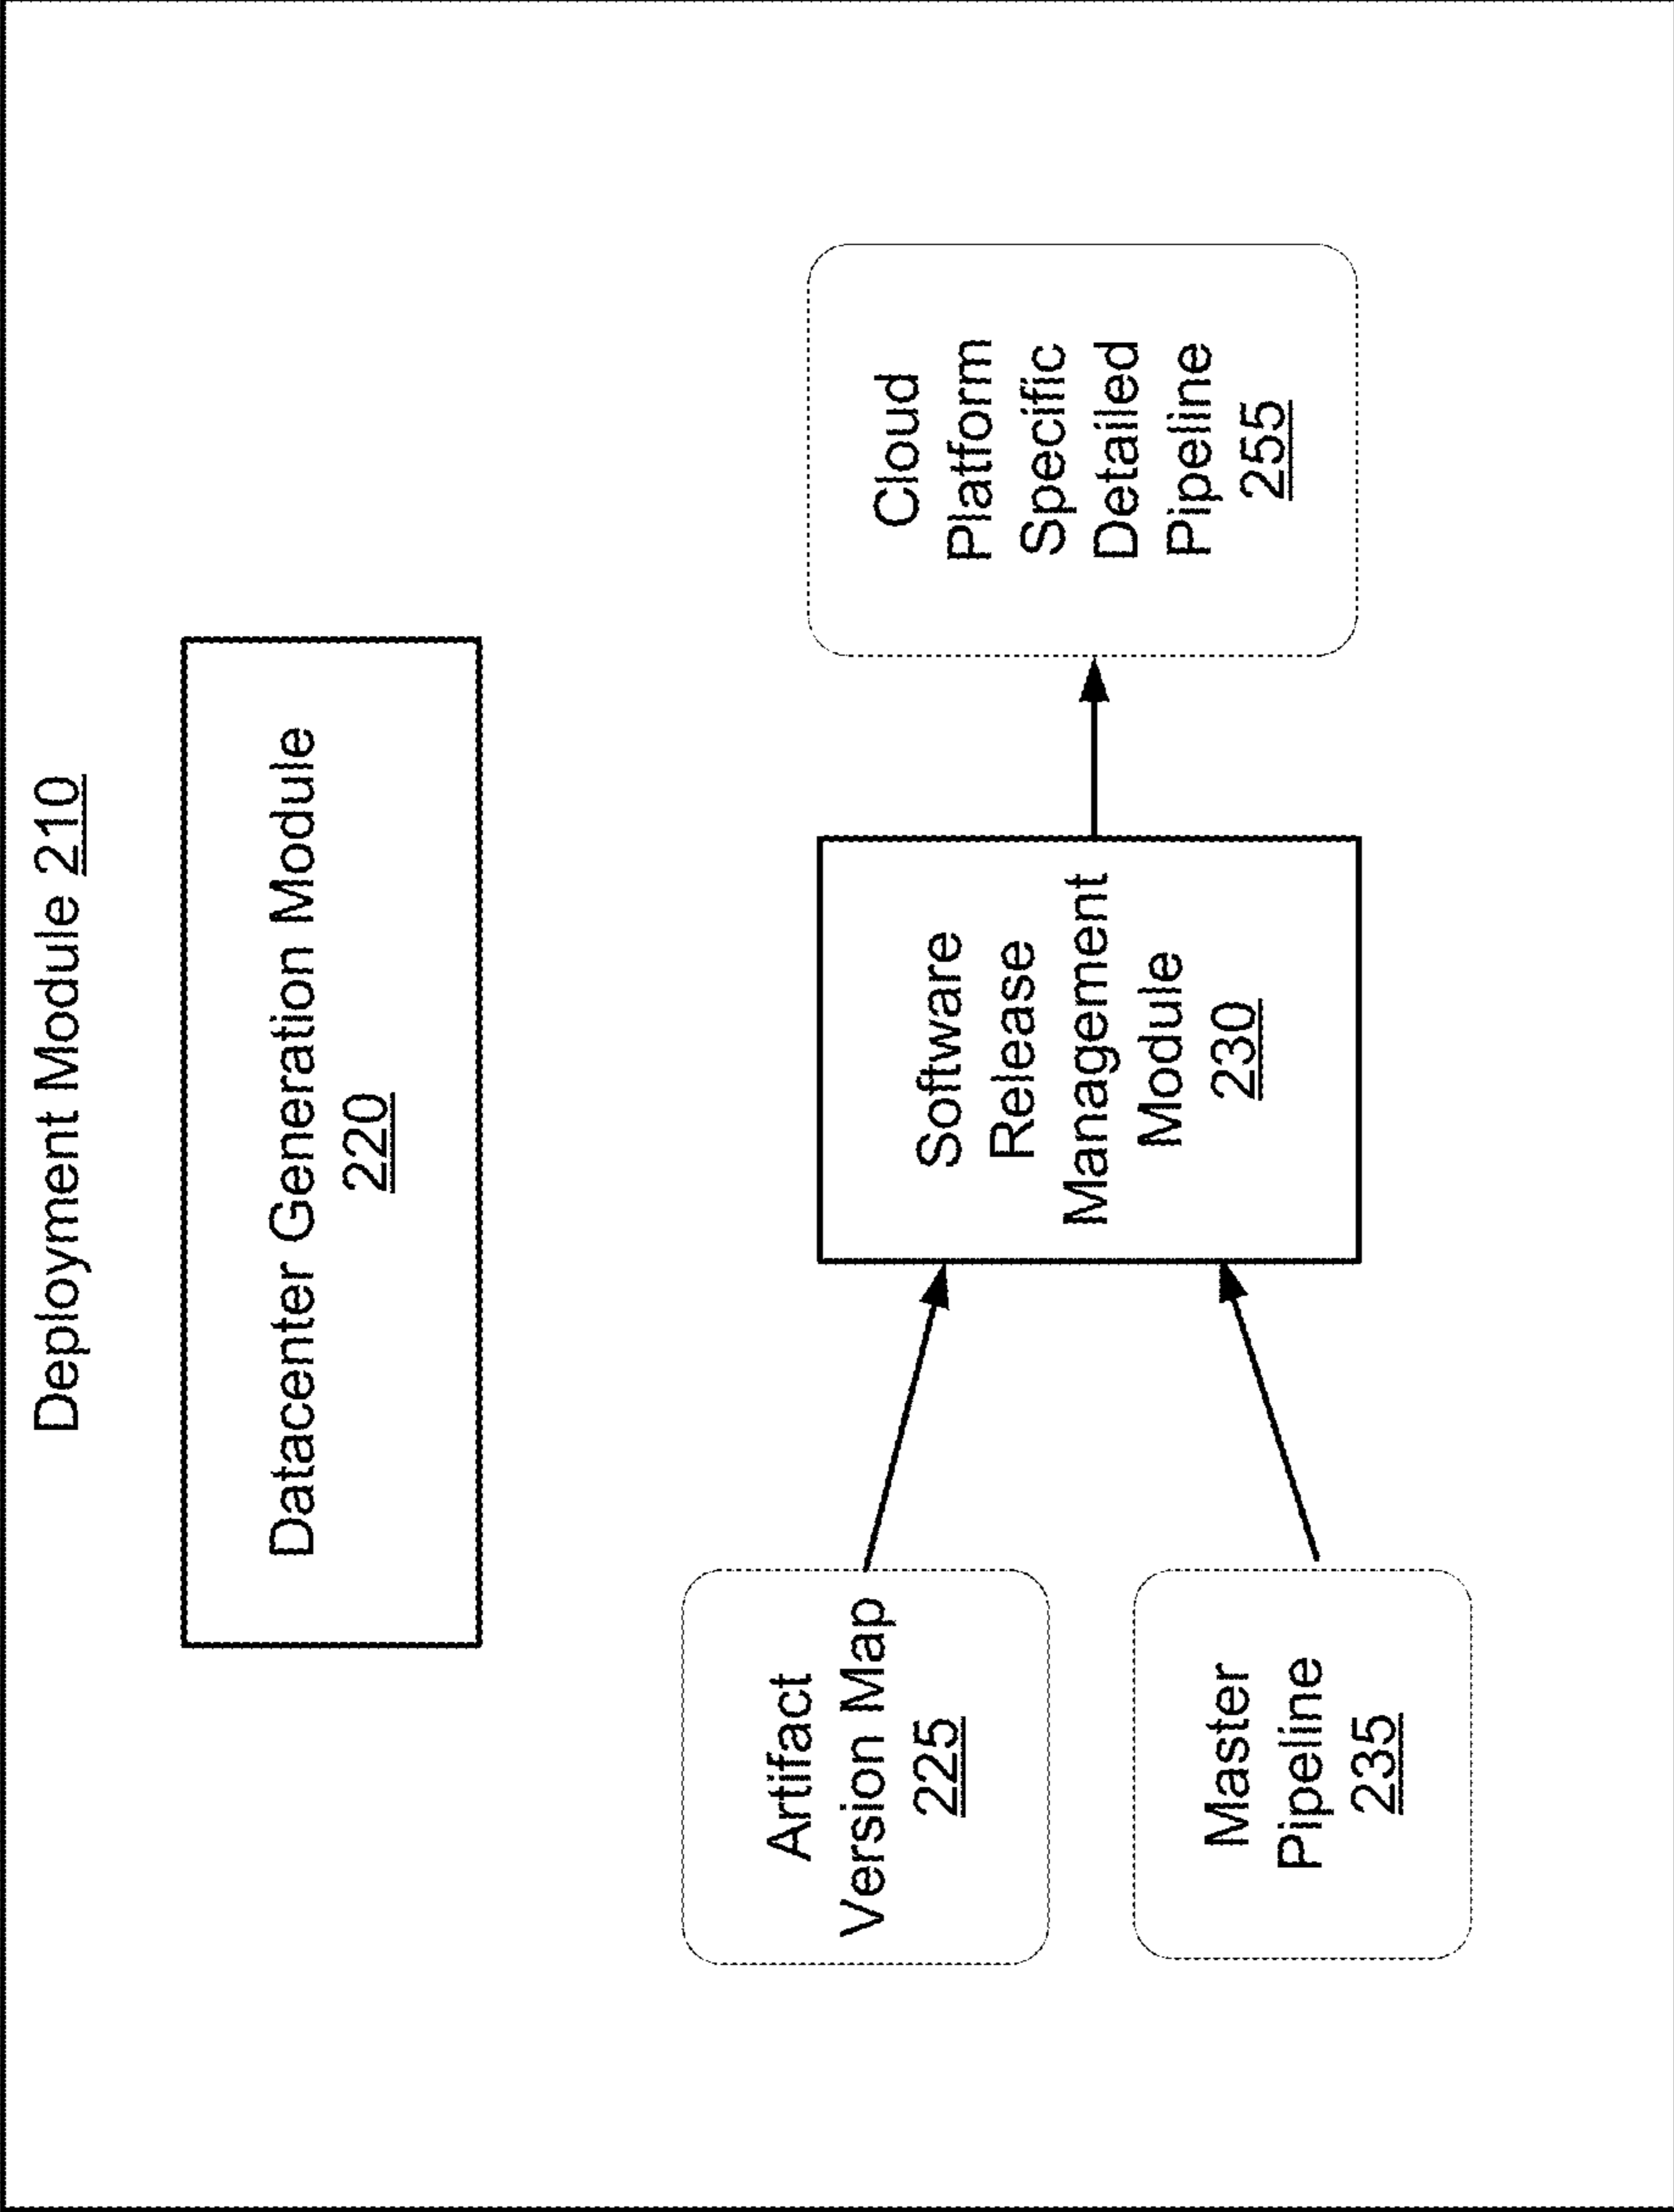 Deployment Module 210
Datacenter Generation Module
220
Artifact
Version Map
225
Master
Pipeline
235
Software
Release
Management
Module
230
Cloud
Platform
Specific
Detailed
Pipeline
255